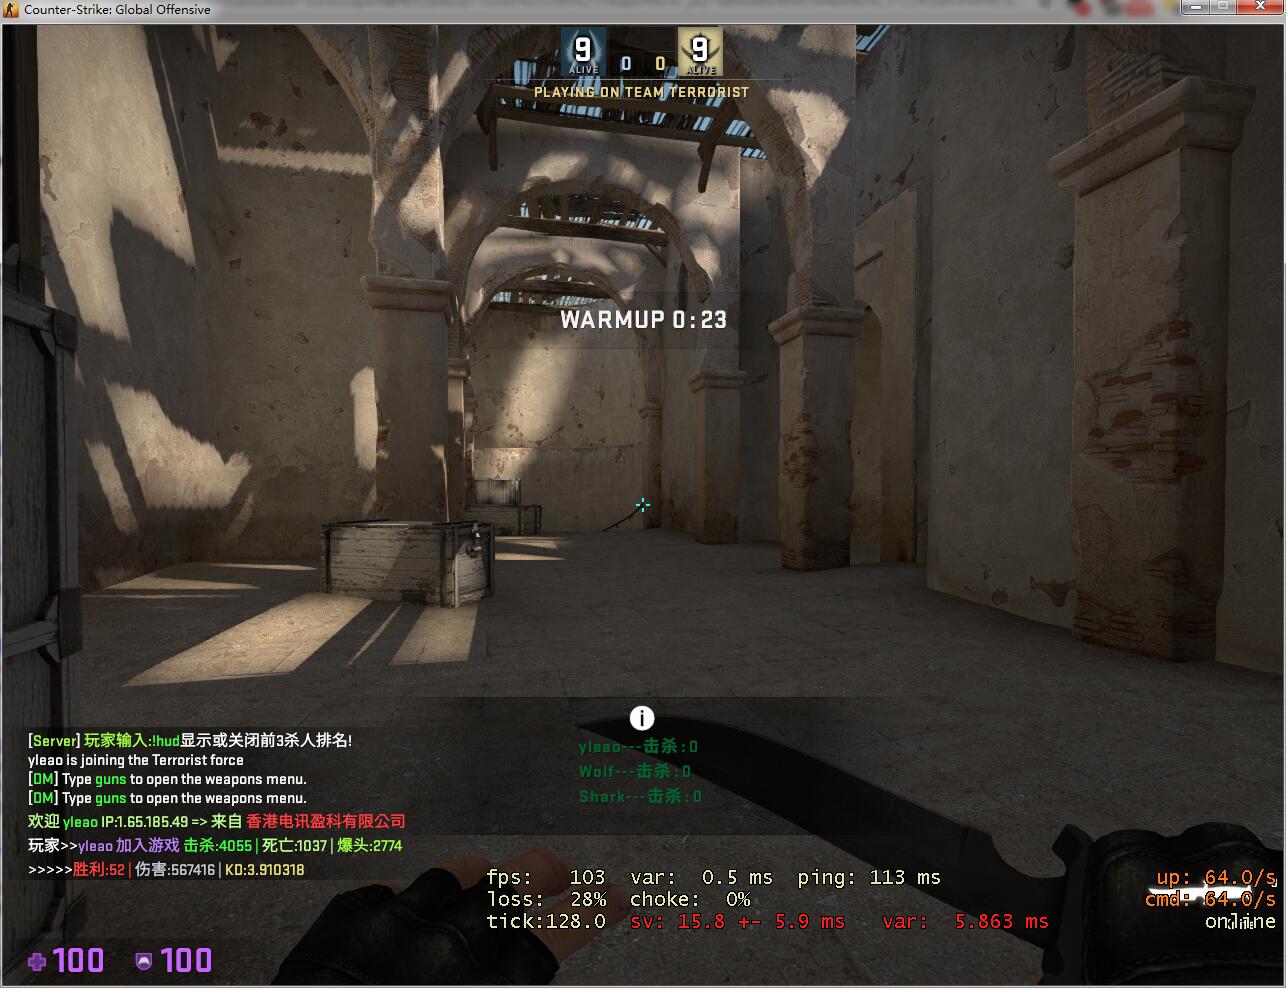 Counter-Strike: Global Offensive
9 ALIVE 0 0 9 ALIVE
PLAYING ON TEAM TERRORIST
WARMUP 0:23
[Server] 玩家输入:!hud显示或关闭前3杀人排名!
yleao is joining the Terrorist force
[DM] Type guns to open the weapons menu.
[DM] Type guns to open the weapons menu.
欢迎 yleao IP:1.65.185.49 => 来自 香港电讯盈科有限公司
玩家>>yleao 加入游戏 击杀:4055 | 死亡:1037 | 爆头:2774
>>>>>胜利:52 | 伤害:567416 | KD:3.910318
yleao---击杀:0
Wolf---击杀:0
Shark---击杀:0
fps: 103 var: 0.5 ms ping: 113 ms
loss: 28% choke: 0%
tick:128.0 sv: 15.8 +- 5.9 ms var: 5.863 ms
up: 64.0/s
cmd: 64.0/s
online
100 100